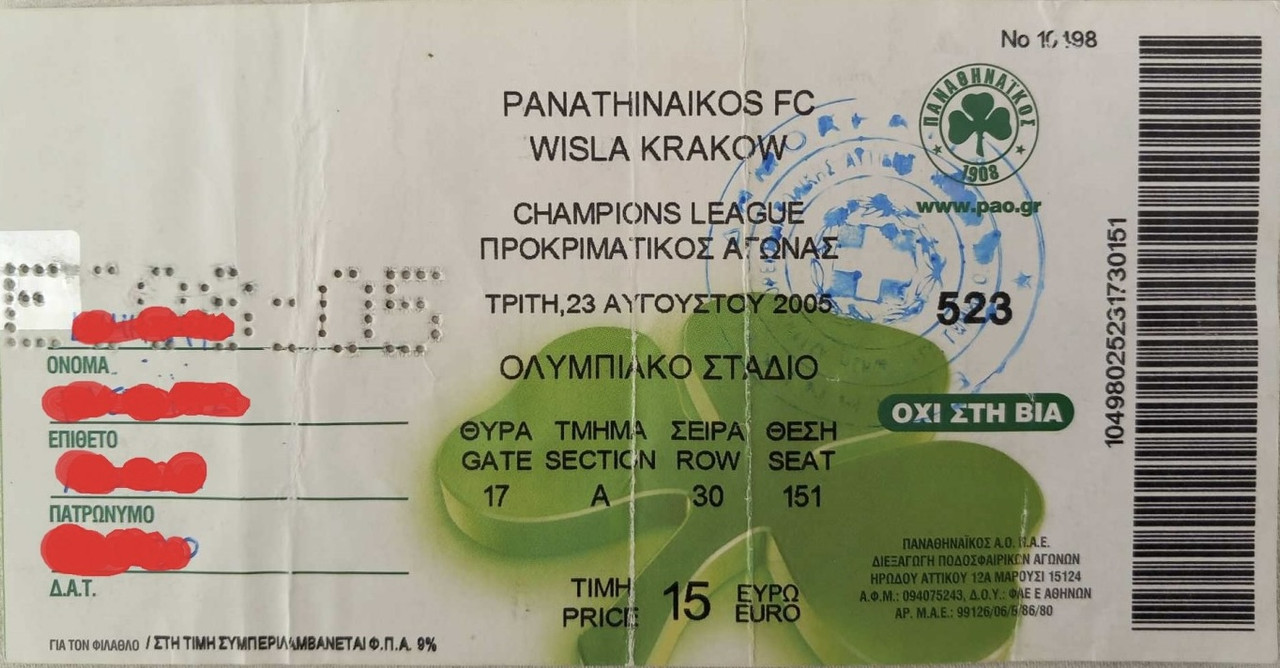 No 10498
PANATHINAIKOS FC
WISLA KRAKOW
CHAMPIONS LEAGUE
ΠΡΟΚΡΙΜΑΤΙΚΟΣ ΑΓΩΝΑΣ
ΤΡΙΤΗ,23 ΑΥΓΟΥΣΤΟΥ 2005
ΟΛΥΜΠΙΑΚΟ ΣΤΑΔΙΟ
ΘΥΡΑ ΤΜΗΜΑ ΣΕΙΡΑ ΘΕΣΗ
GATE SECTION ROW SEAT
17 A 30 151
ΤΙΜΗ 15 ΕΥΡΩ
PRICE EURO
ΠΑΝΑΘΗΝΑΪΚΟΣ
1908
www.pao.gr
523
ΟΧΙ ΣΤΗ ΒΙΑ
ΠΑΝΑΘΗΝΑΪΚΟΣ Α.Ο. Π.Α.Ε.
ΔΙΕΞΑΓΩΓΗ ΠΟΔΟΣΦΑΙΡΙΚΩΝ ΑΓΩΝΩΝ
ΗΡΩΔΟΥ ΑΤΤΙΚΟΥ 12Α ΜΑΡΟΥΣΙ 15124
Α.Φ.Μ.: 094075243, Δ.Ο.Υ.: ΦΑΕ Ε ΑΘΗΝΩΝ
ΑΡ. Μ.Α.Ε.: 99126/06/Β/86/80
10498025231730151
ΟΝΟΜΑ
ΕΠΙΘΕΤΟ
ΠΑΤΡΩΝΥΜΟ
Δ.Α.Τ.
ΓΙΑ ΤΟΝ ΦΙΛΑΘΛΟ / ΣΤΗ ΤΙΜΗ ΣΥΜΠΕΡΙΛΑΜΒΑΝΕΤΑΙ Φ.Π.Α. 9%